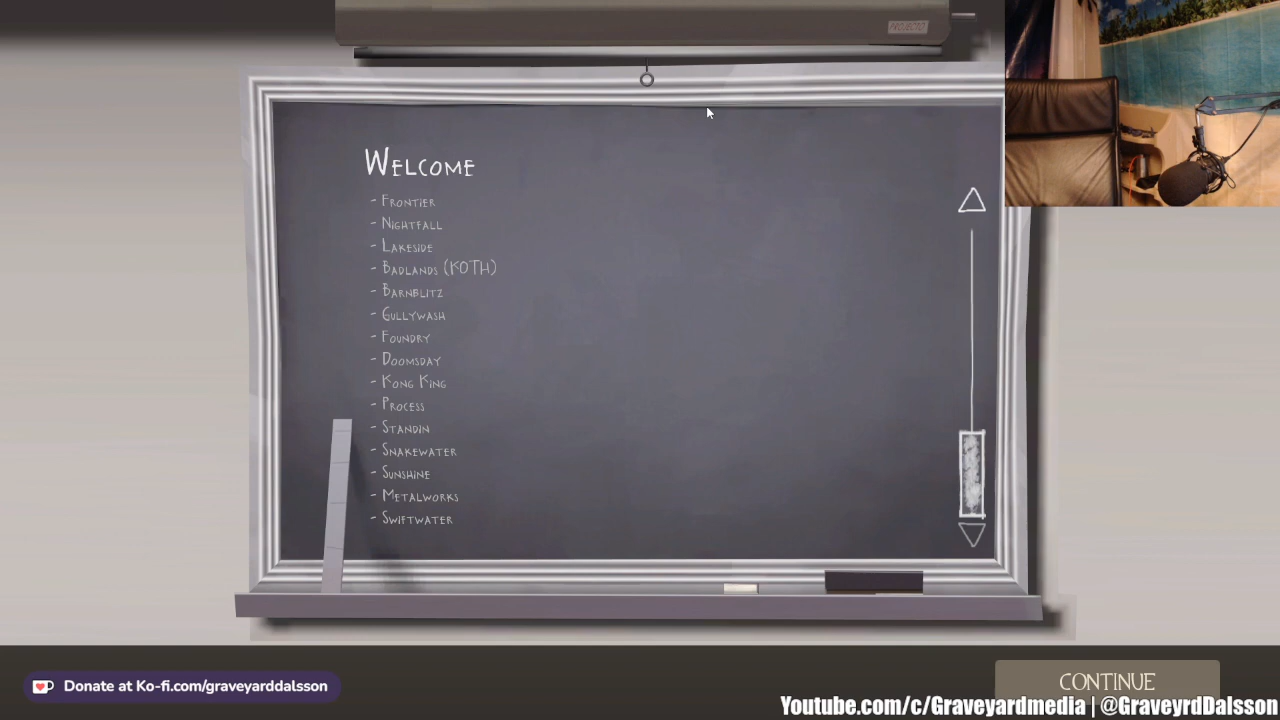 PROJECTO
WELCOME
- FRONTIER
- NIGHTFALL
- LAKESIDE
- BADLANDS (KOTH)
- BARNBLITZ
- GULLYWASH
- FOUNDRY
- DOOMSDAY
- KONG KING
- PROCESS
- STANDIN
- SNAKEWATER
- SUNSHINE
- METALWORKS
- SWIFTWATER
Donate at Ko-fi.com/graveyarddalsson
CONTINUE
Youtube.com/c/Graveyardmedia | @GraveyrdDalsson